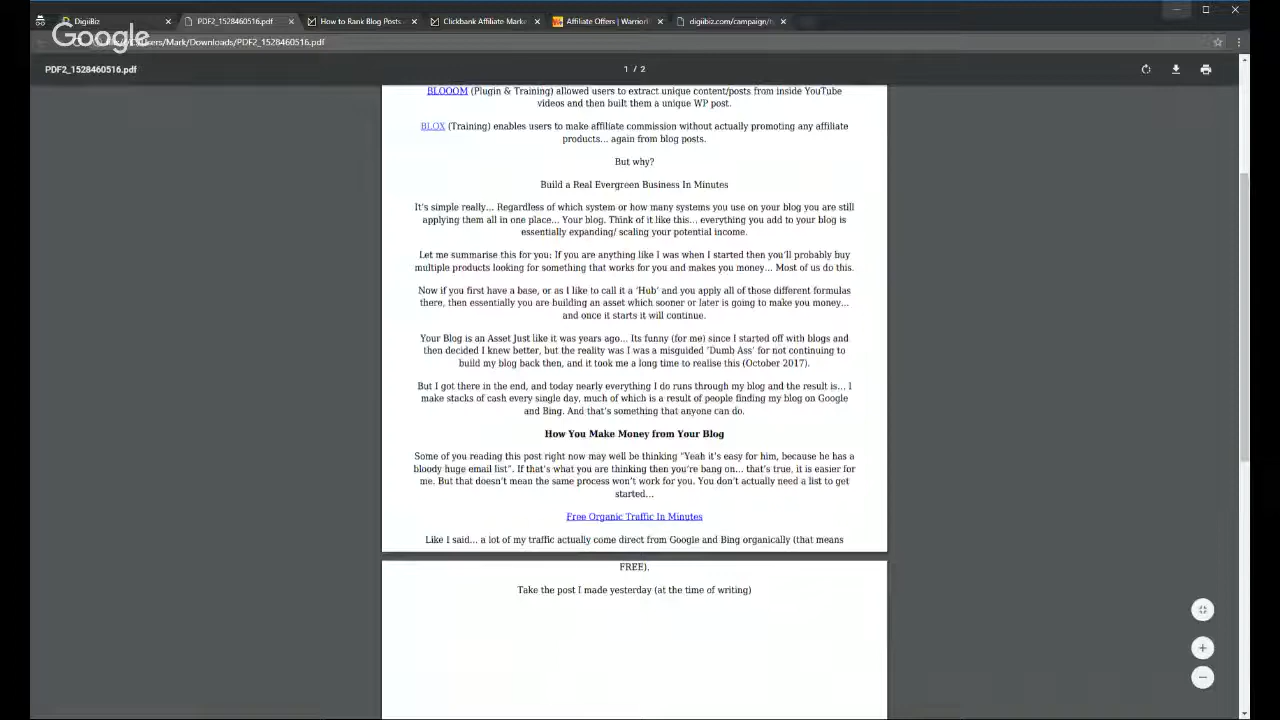 DigiBiz
PDF2_1528460516.pdf
How to Rank Blog Posts
Clickbank Affiliate Marke
Affiliate Offers | Warriorl
digibiz.com/campaign/
Google
ers/Mark/Downloads/PDF2_1528460516.pdf
PDF2_1528460516.pdf
1 / 2
BLOOOM (Plugin & Training) allowed users to extract unique content/posts from inside YouTube
videos and then built them a unique WP post.
BLOX (Training) enables users to make affiliate commission without actually promoting any affiliate
products... again from blog posts.
But why?
Build a Real Evergreen Business In Minutes
It's simple really... Regardless of which system or how many systems you use on your blog you are still
applying them all in one place... Your blog. Think of it like this... everything you add to your blog is
essentially expanding/ scaling your potential income.
Let me summarise this for you: If you are anything like I was when I started then you'll probably buy
multiple products looking for something that works for you and makes you money... Most of us do this.
Now if you first have a base, or as I like to call it a 'Hub' and you apply all of those different formulas
there, then essentially you are building an asset which sooner or later is going to make you money...
and once it starts it will continue.
Your Blog is an Asset Just like it was years ago... Its funny (for me) since I started off with blogs and
then decided I knew better, but the reality was I was a misguided 'Dumb Ass' for not continuing to
build my blog back then, and it took me a long time to realise this (October 2017).
But I got there in the end, and today nearly everything I do runs through my blog and the result is... I
make stacks of cash every single day, much of which is a result of people finding my blog on Google
and Bing. And that's something that anyone can do.
How You Make Money from Your Blog
Some of you reading this post right now may well be thinking "Yeah it's easy for him, because he has a
bloody huge email list". If that's what you are thinking then you're bang on... that's true, it is easier for
me. But that doesn't mean the same process won't work for you. You don't actually need a list to get
started...
Free Organic Traffic In Minutes
Like I said... a lot of my traffic actually come direct from Google and Bing organically (that means
FREE).
Take the post I made yesterday (at the time of writing)